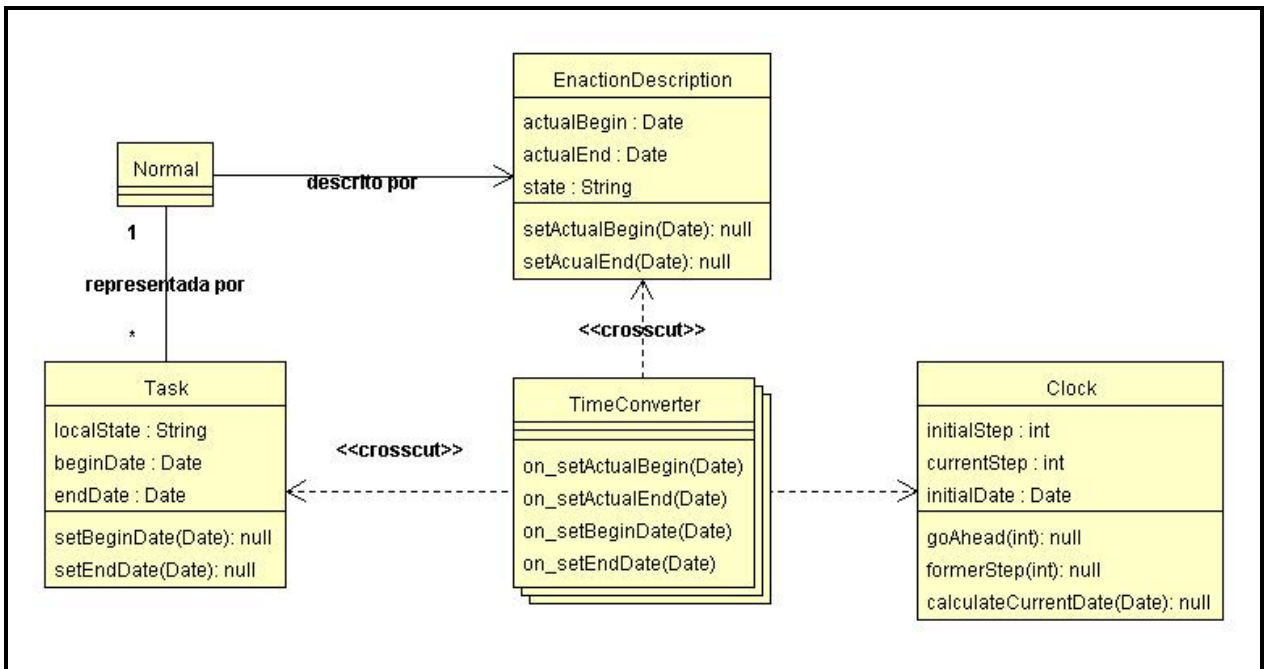 EnactionDescription
actualBegin : Date
actualEnd : Date
state : String
setActualBegin(Date): null
setAcualEnd(Date): null
Normal
descrito por
1
representada por
*
<<crosscut>>
Task
localState : String
beginDate : Date
endDate : Date
setBeginDate(Date): null
setEndDate(Date): null
<<crosscut>>
TimeConverter
on_setActualBegin(Date)
on_setActualEnd(Date)
on_setBeginDate(Date)
on_setEndDate(Date)
Clock
initialStep : int
currentStep : int
initialDate : Date
goAhead(int): null
formerStep(int): null
calculateCurrentDate(Date): null